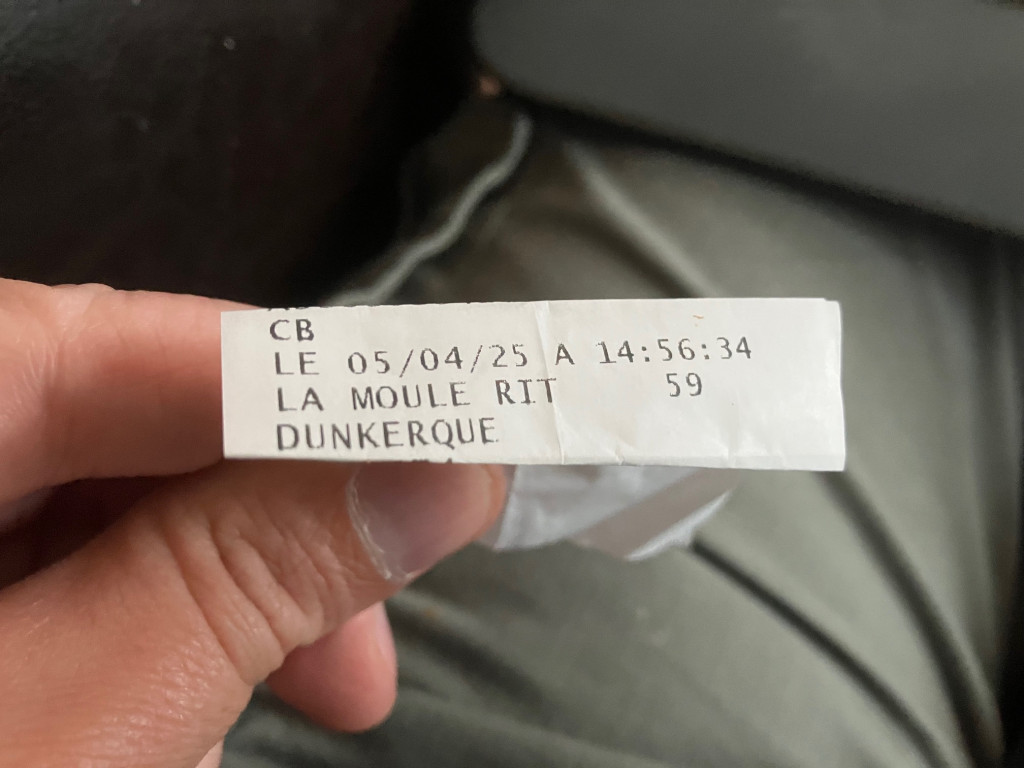 CB
LE 05/04/25 A 14:56:34
LA MOULE RIT 59
DUNKERQUE